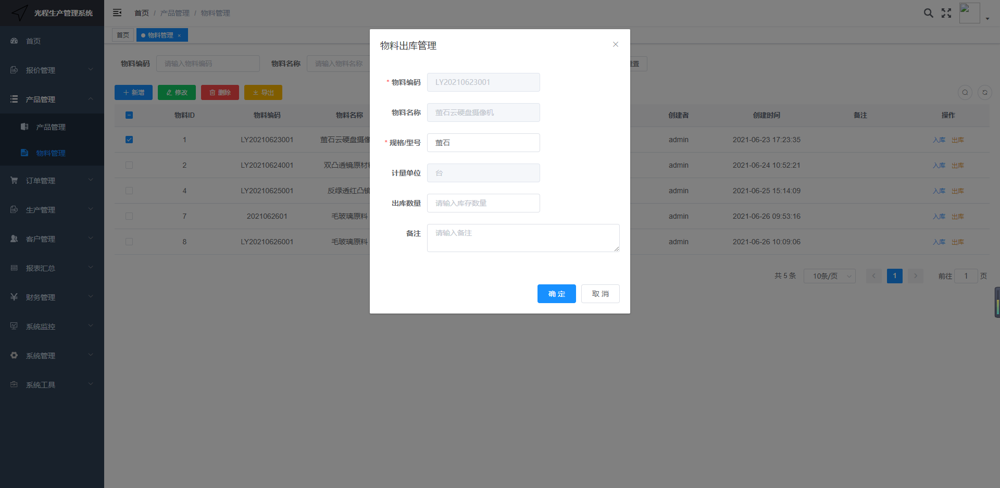 光程生产管理系统
首页 / 产品管理 / 物料管理
首页
物料管理 ×
首页
报价管理
产品管理
产品管理
物料管理
订单管理
生产管理
客户管理
报表汇总
财务管理
系统监控
系统管理
系统工具
物料编码 请输入物料编码 物料名称 请输入物料名称
置
新增 修改 删除 导出
物料ID 物料编码 物料名称 创建者 创建时间 备注 操作
1 LY20210623001 萤石云硬盘摄像 admin 2021-06-23 17:23:35 入库 出库
2 LY20210624001 双凸透镜原材 admin 2021-06-24 10:52:21 入库 出库
4 LY20210625001 反绿透红凸镜 admin 2021-06-25 15:14:09 入库 出库
7 2021062601 毛玻璃原料 admin 2021-06-26 09:53:16 入库 出库
8 LY20210626001 毛玻璃原料 admin 2021-06-26 10:09:06 入库 出库
共 5 条 10条/页 1 前往 1 页
物料出库管理
* 物料编码 LY20210623001
物料名称 萤石云硬盘摄像机
* 规格/型号 萤石
计量单位 台
出库数量 请输入库存数量
备注 请输入备注
确 定 取 消